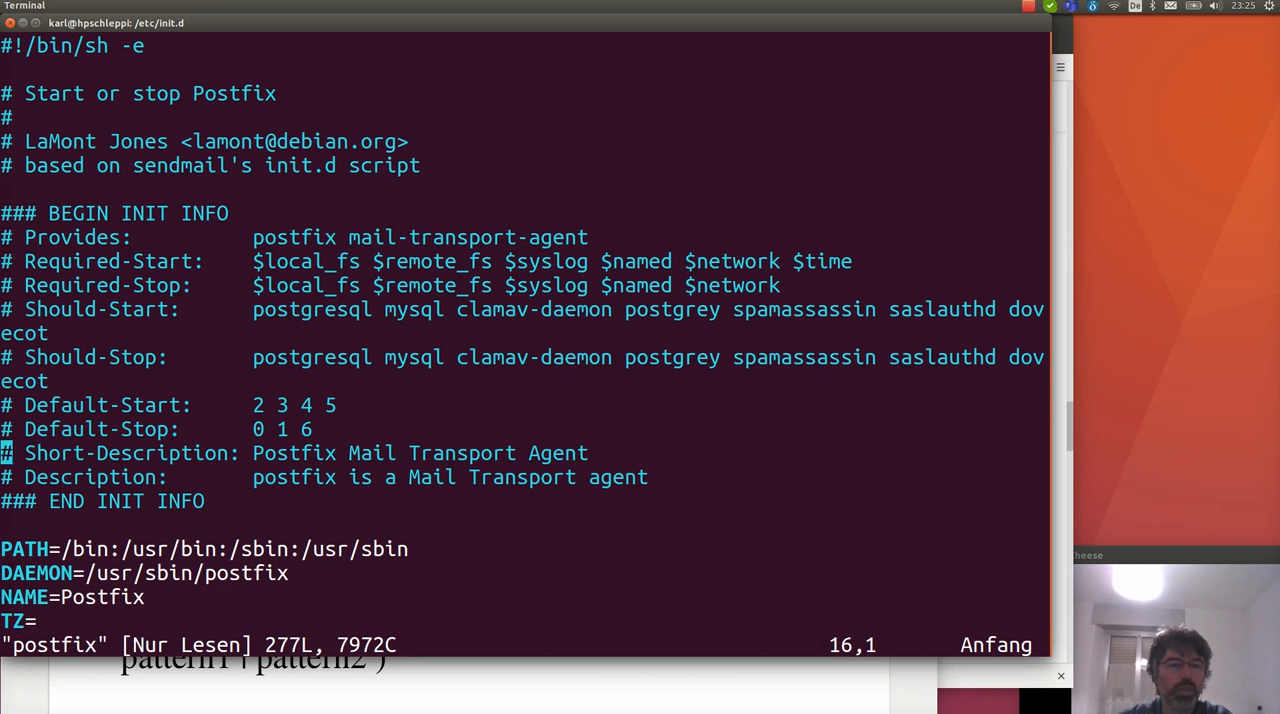 Terminal
De
23:25
karl@hpschleppi: /etc/init.d
#!/bin/sh -e
# Start or stop Postfix
#
# LaMont Jones <lamont@debian.org>
# based on sendmail's init.d script
### BEGIN INIT INFO
# Provides: postfix mail-transport-agent
# Required-Start: $local_fs $remote_fs $syslog $named $network $time
# Required-Stop: $local_fs $remote_fs $syslog $named $network
# Should-Start: postgresql mysql clamav-daemon postgrey spamassassin saslauthd dov
ecot
# Should-Stop: postgresql mysql clamav-daemon postgrey spamassassin saslauthd dov
ecot
# Default-Start: 2 3 4 5
# Default-Stop: 0 1 6
# Short-Description: Postfix Mail Transport Agent
# Description: postfix is a Mail Transport agent
### END INIT INFO
PATH=/bin:/usr/bin:/sbin:/usr/sbin
DAEMON=/usr/sbin/postfix
NAME=Postfix
TZ=
"postfix" [Nur Lesen] 277L, 7972C 16,1 Anfang
pattern1 | pattern2 )
heese